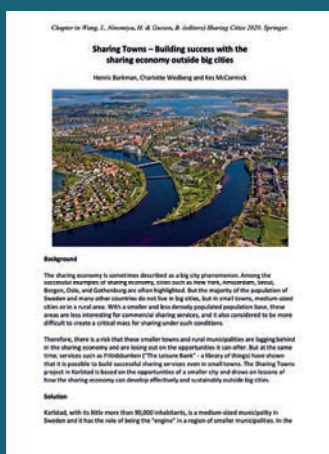 Chapter in Wang, J., Ninomiya, H. & Gussen, B. (editors) Sharing Cities 2020. Springer.
Sharing Towns – Building success with the
sharing economy outside big cities
Henrik Barkman, Charlotte Wedberg and Kes McCormick
Background
The sharing economy is sometimes described as a big city phenomenon. Among the
successful examples of sharing economy, cities such as New York, Amsterdam, Seoul,
Bergen, Oslo, and Gothenburg are often highlighted. But the majority of the population of
Sweden and many other countries do not live in big cities, but in small towns, medium-sized
cities or in a rural area. With a smaller and less densely populated population base, these
areas are less interesting for commercial sharing services, and it also considered to be more
difficult to create a critical mass for sharing under such conditions.
Therefore, there is a risk that these smaller towns and rural municipalities are lagging behind
in the sharing economy and are losing out on the opportunities it can offer. But at the same
time, services such as Fritidsbanken ("The Leisure Bank" - a library of things) have shown
that it is possible to build successful sharing services even in small towns. The Sharing Towns
project in Karlstad is based on the opportunities of a smaller city and draws on lessons of
how the sharing economy can develop effectively and sustainably outside big cities.
Solution
Karlstad, with its little more than 90,000 inhabitants, is a medium-sized municipality in
Sweden and it has the role of being the "engine" in a region of smaller municipalities. In the